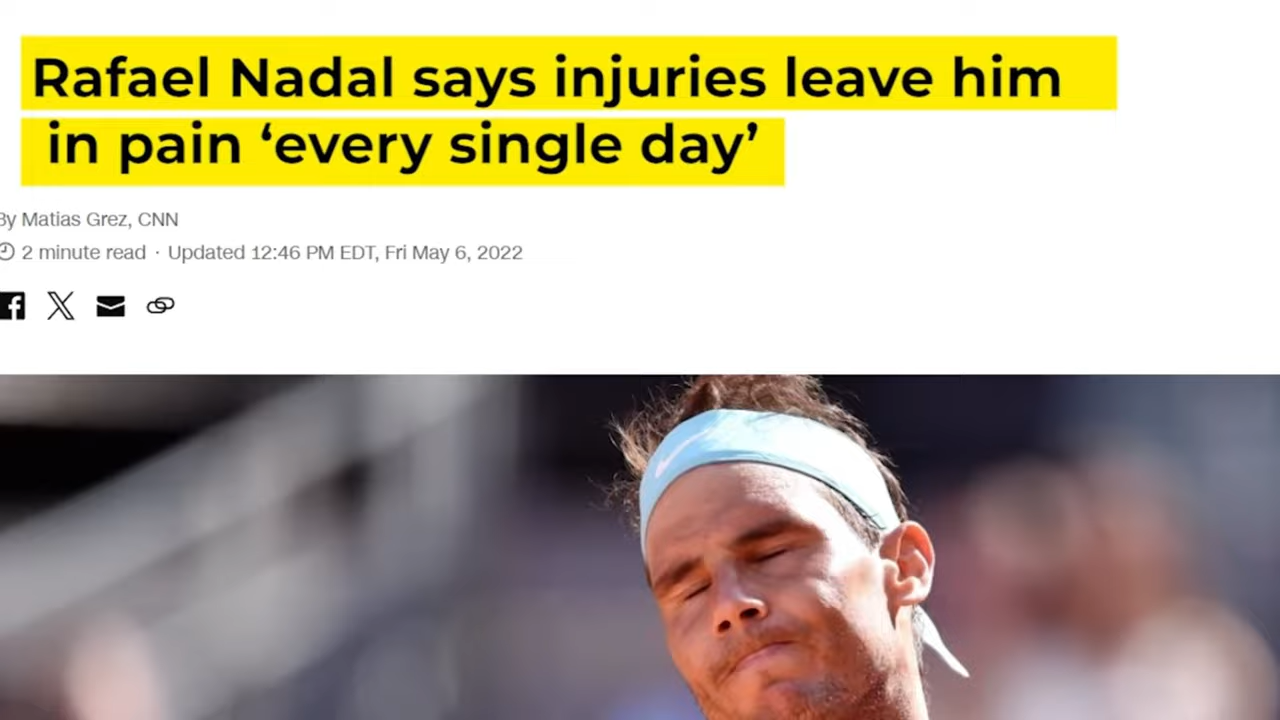 Rafael Nadal says injuries leave him
in pain ‘every single day’
By Matias Grez, CNN
2 minute read · Updated 12:46 PM EDT, Fri May 6, 2022